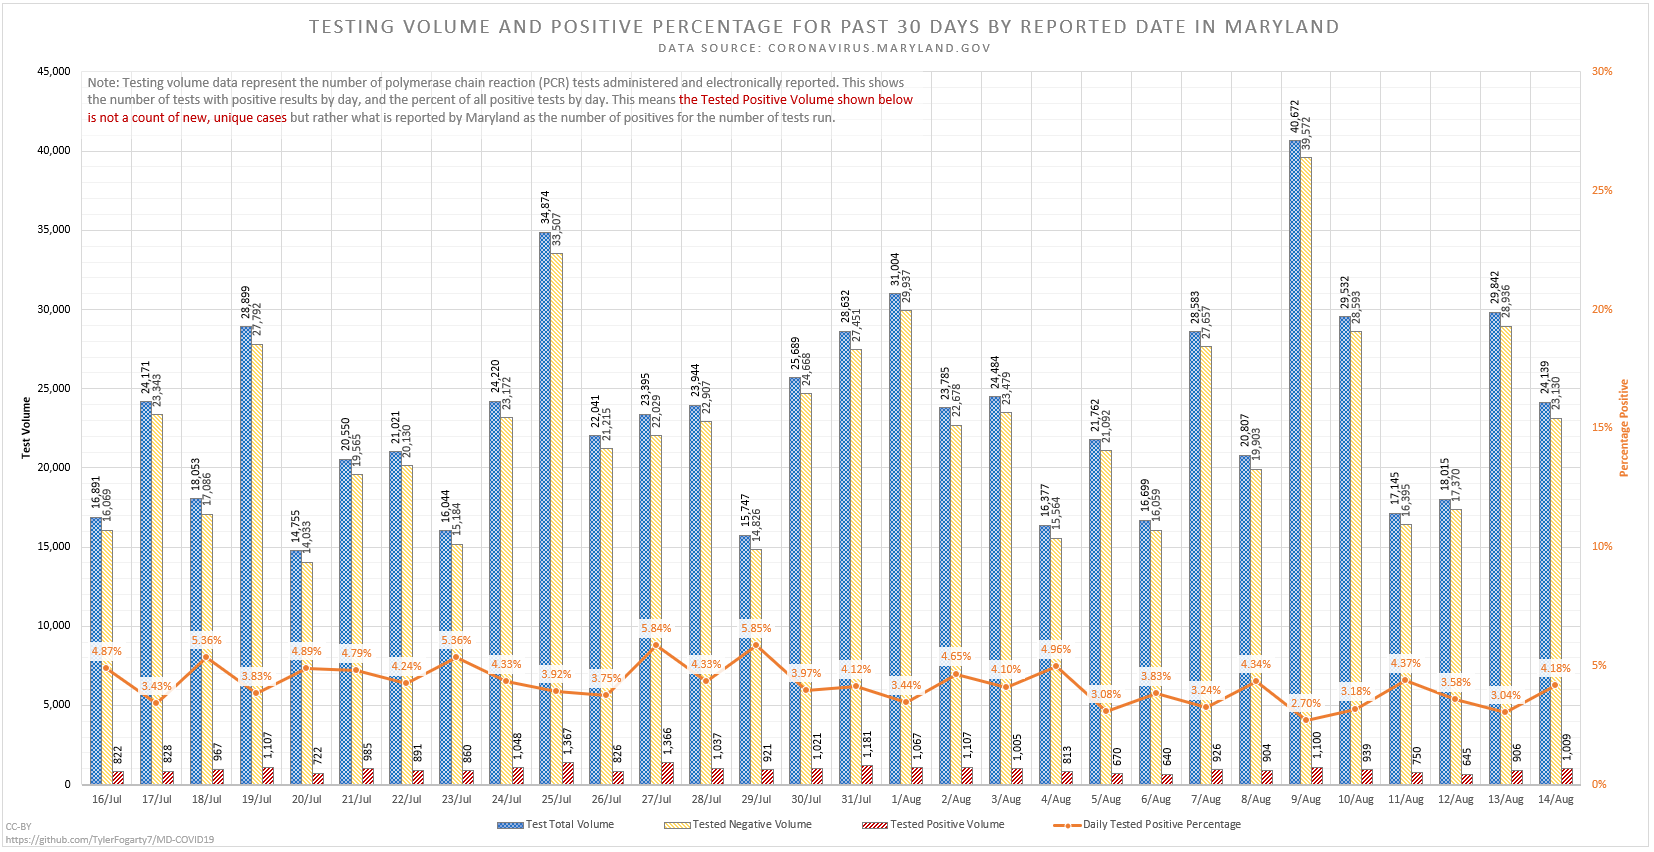 TESTING VOLUME AND POSITIVE PERCENTAGE FOR PAST 30 DAYS BY REPORTED DATE IN MARYLAND
DATA SOURCE: CORONAVIRUS.MARYLAND.GOV
Note: Testing volume data represent the number of polymerase chain reaction (PCR) tests administered and electronically reported. This shows
the number of tests with positive results by day, and the percent of all positive tests by day. This means the Tested Positive Volume shown below
is not a count of new, unique cases but rather what is reported by Maryland as the number of positives for the number of tests run.
Test Volume
45,000
40,000
35,000
30,000
25,000
20,000
15,000
10,000
5,000
0
Percentage Positive
30%
25%
20%
15%
10%
5%
0%
16,891 16,069 4.87% 822
24,171 23,343 3.43% 828
18,053 17,086 5.36% 967
28,899 27,792 3.83% 1,107
14,755 14,033 4.89% 722
20,550 19,565 4.79% 985
21,021 20,130 4.24% 891
16,044 15,184 5.36% 860
24,220 23,172 4.33% 1,048
34,874 33,507 3.92% 1,367
22,041 21,215 3.75% 826
23,395 22,029 5.84% 1,366
23,944 22,907 4.33% 1,037
15,747 14,826 5.85% 921
25,689 24,668 3.97% 1,021
28,632 27,451 4.12% 1,181
31,004 29,937 3.44% 1,067
23,785 22,678 4.65% 1,107
24,484 23,479 4.10% 1,005
16,377 15,564 4.96% 813
21,762 21,092 3.08% 670
16,699 16,059 3.83% 640
28,583 27,657 3.24% 926
20,807 19,903 4.34% 904
40,672 39,572 2.70% 1,100
29,532 28,593 3.18% 939
17,145 16,395 4.37% 750
18,015 17,370 3.58% 645
29,842 28,936 3.04% 906
24,139 23,130 4.18% 1,009
16/Jul 17/Jul 18/Jul 19/Jul 20/Jul 21/Jul 22/Jul 23/Jul 24/Jul 25/Jul 26/Jul 27/Jul 28/Jul 29/Jul 30/Jul 31/Jul 1/Aug 2/Aug 3/Aug 4/Aug 5/Aug 6/Aug 7/Aug 8/Aug 9/Aug 10/Aug 11/Aug 12/Aug 13/Aug 14/Aug
Test Total Volume Tested Negative Volume Tested Positive Volume Daily Tested Positive Percentage
CC-BY
https://github.com/TylerFogarty7/MD-COVID19